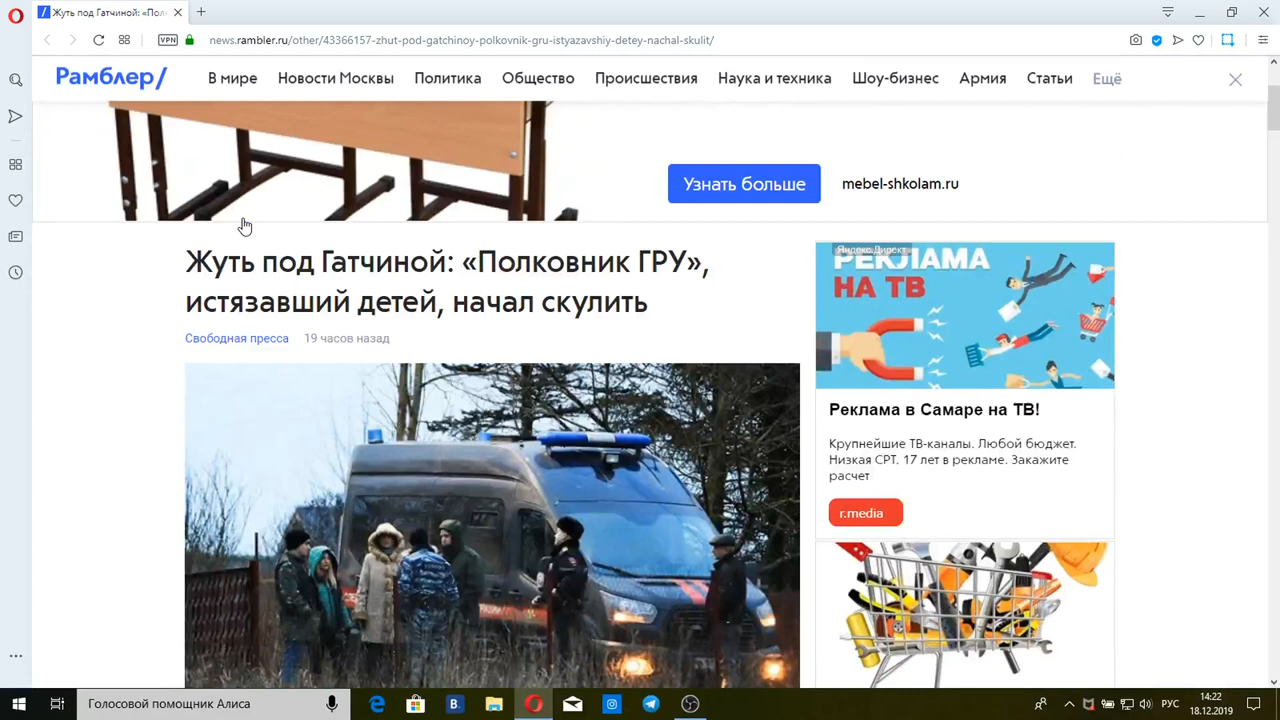 Жуть под Гатчиной: «Пол
VPN
news.rambler.ru/other/43366157-zhut-pod-gatchinoy-polkovnik-gru-istyazavshiy-detey-nachal-skulit/
Рамблер/ В мире Новости Москвы Политика Общество Происшествия Наука и техника Шоу-бизнес Армия Статьи Ещё
Узнать больше mebel-shkolam.ru
Жуть под Гатчиной: «Полковник ГРУ»,
истязавший детей, начал скулить
Свободная пресса 19 часов назад
Яндекс.Директ
РЕКЛАМА
НА ТВ
Реклама в Самаре на ТВ!
Крупнейшие ТВ-каналы. Любой бюджет.
Низкая CPT. 17 лет в рекламе. Закажите
расчет
r.media
Голосовой помощник Алиса
РУС
14:22
18.12.2019